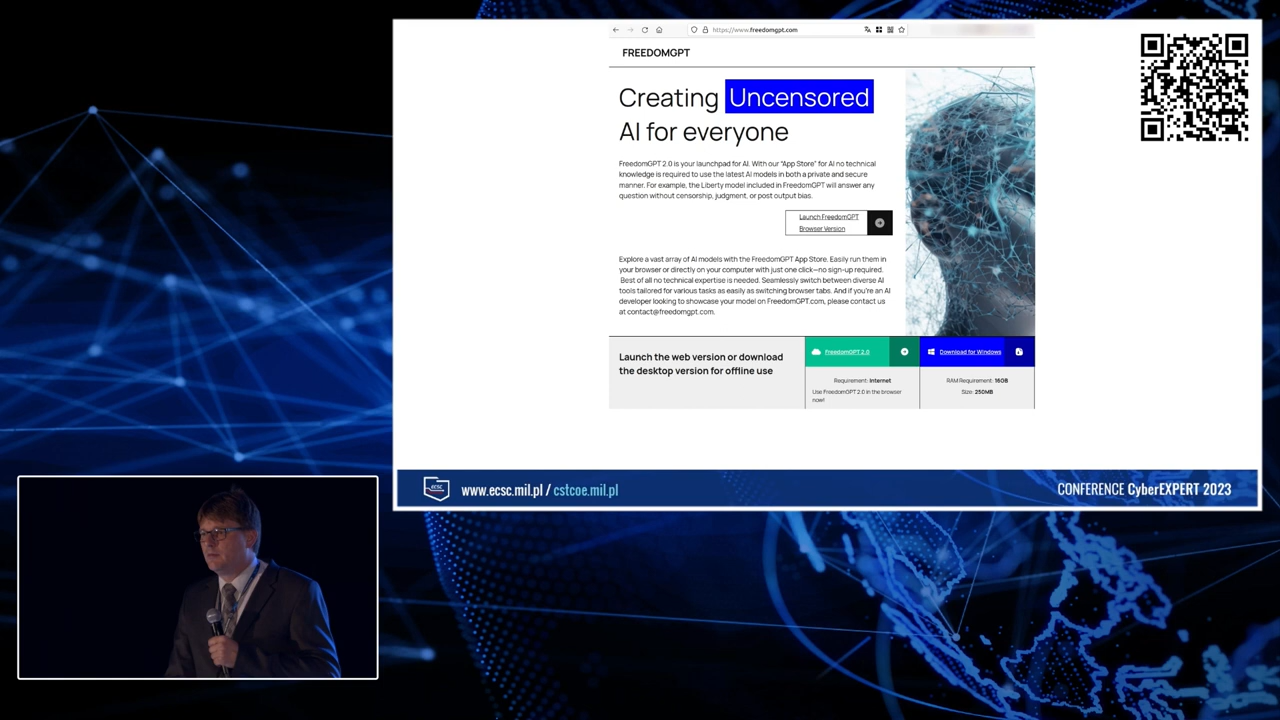 https://www.freedomgpt.com
FREEDOMGPT
Creating Uncensored
AI for everyone
FreedomGPT 2.0 is your launchpad for AI. With our “App Store” for AI no technical
knowledge is required to use the latest AI models in both a private and secure
manner. For example, the Liberty model included in FreedomGPT will answer any
question without censorship, judgment, or post output bias.
Launch FreedomGPT
Browser Version
Explore a vast array of AI models with the FreedomGPT App Store. Easily run them in
your browser or directly on your computer with just one click—no sign-up required.
Best of all no technical expertise is needed. Seamlessly switch between diverse AI
tools tailored for various tasks as easily as switching browser tabs. And if you're an AI
developer looking to showcase your model on FreedomGPT.com, please contact us
at contact@freedomgpt.com.
Launch the web version or download
the desktop version for offline use
FreedomGPT 2.0
Requirement: Internet
Use FreedomGPT 2.0 in the browser
now!
Download for Windows
RAM Requirement: 16GB
Size: 250MB
ecsc
www.ecsc.mil.pl / cstcoe.mil.pl
CONFERENCE CyberEXPERT 2023